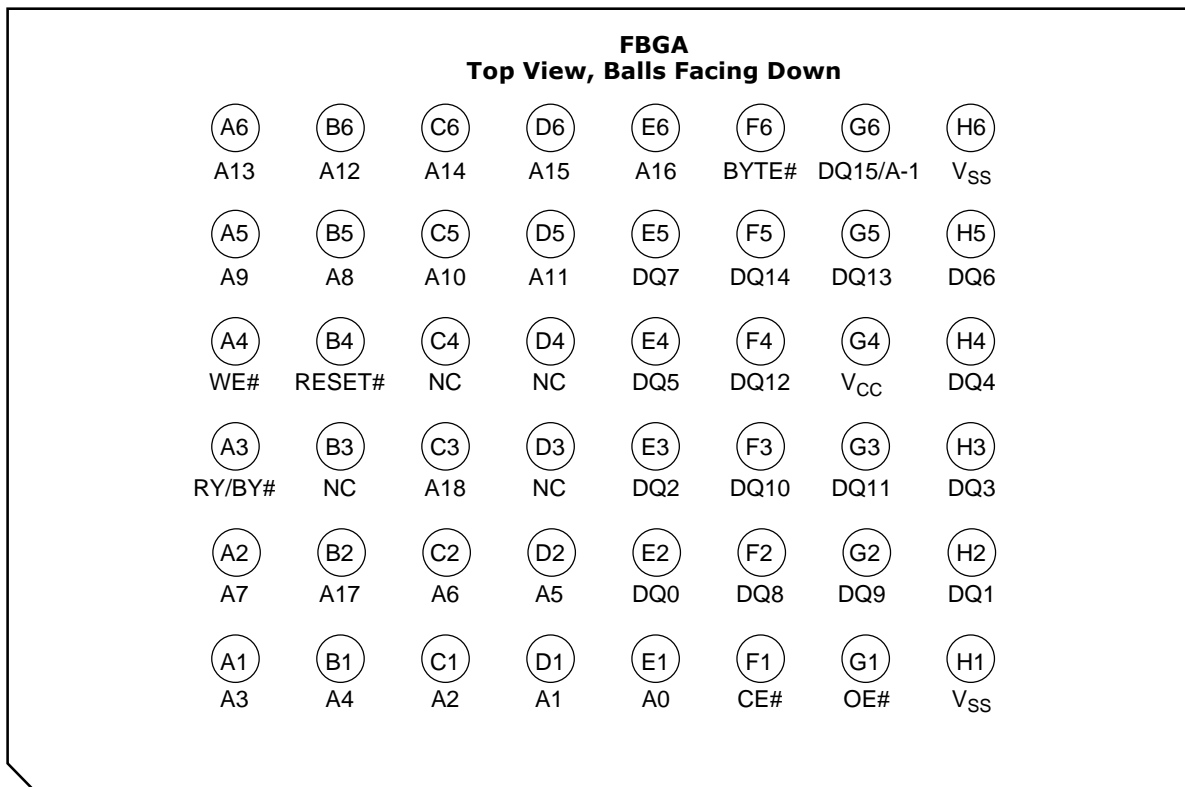 FBGA
Top View, Balls Facing Down
A6 B6 C6 D6 E6 F6 G6 H6
A13 A12 A14 A15 A16 BYTE# DQ15/A-1 VSS
A5 B5 C5 D5 E5 F5 G5 H5
A9 A8 A10 A11 DQ7 DQ14 DQ13 DQ6
A4 B4 C4 D4 E4 F4 G4 H4
WE# RESET# NC NC DQ5 DQ12 VCC DQ4
A3 B3 C3 D3 E3 F3 G3 H3
RY/BY# NC A18 NC DQ2 DQ10 DQ11 DQ3
A2 B2 C2 D2 E2 F2 G2 H2
A7 A17 A6 A5 DQ0 DQ8 DQ9 DQ1
A1 B1 C1 D1 E1 F1 G1 H1
A3 A4 A2 A1 A0 CE# OE# VSS